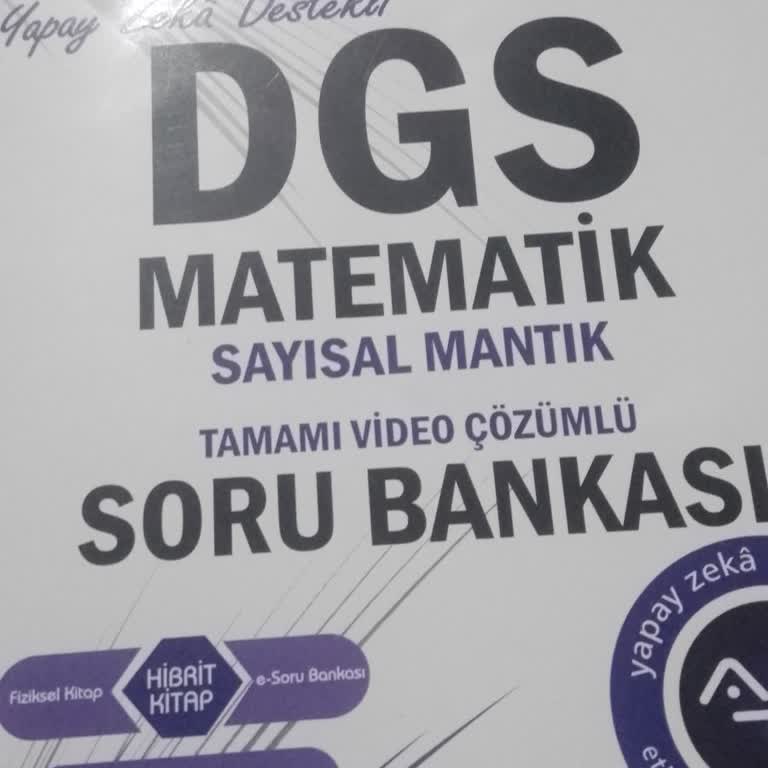 Yapay Zekâ Destekli
DGS
MATEMATİK
SAYISAL MANTIK
TAMAMI VİDEO ÇÖZÜMLÜ
SORU BANKASI
yapay zekâ
Fiziksel Kitap
HİBRİT
KİTAP
e-Soru Bankası